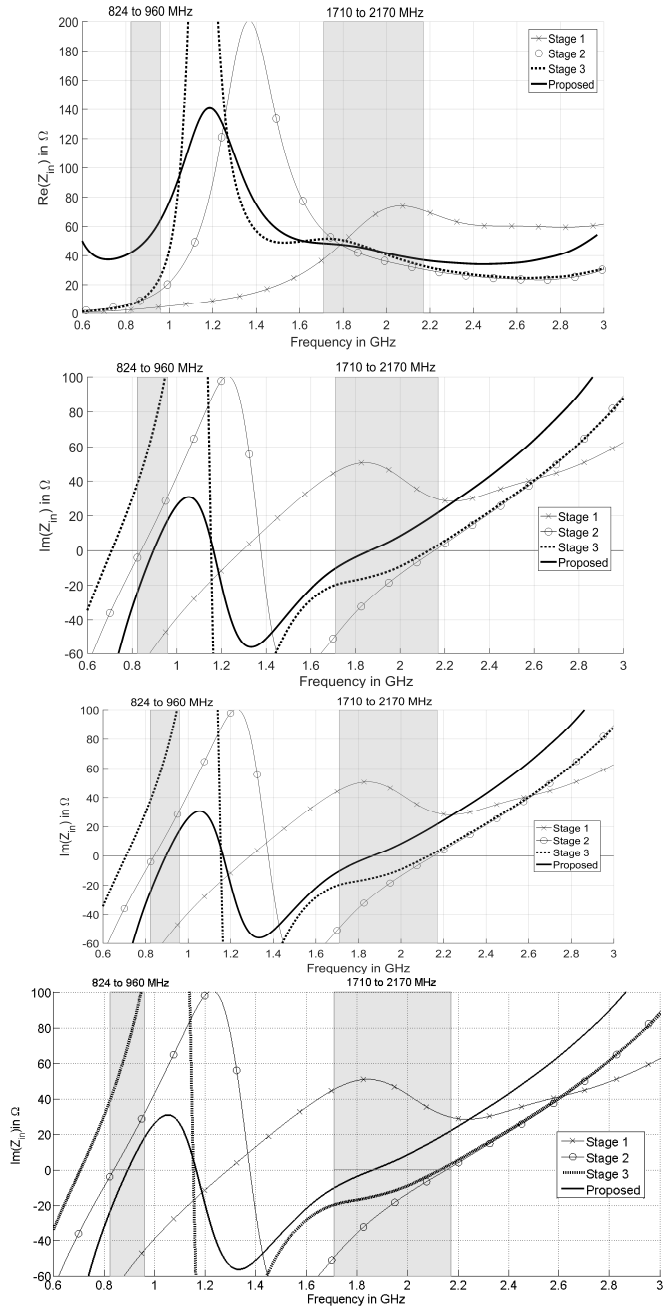 824 to 960 MHz 1710 to 2170 MHz
Re(Z_in) in Ω
200
180
160
140
120
100
80
60
40
20
0
Stage 1
Stage 2
Stage 3
Proposed
0.6 0.8 1 1.2 1.4 1.6 1.8 2 2.2 2.4 2.6 2.8 3
Frequency in GHz
824 to 960 MHz 1710 to 2170 MHz
Im(Z_in) in Ω
100
80
60
40
20
0
-20
-40
-60
Stage 1
Stage 2
Stage 3
Proposed
0.6 0.8 1 1.2 1.4 1.6 1.8 2 2.2 2.4 2.6 2.8 3
Frequency in GHz
824 to 960 MHz 1710 to 2170 MHz
Im(Z_in) in Ω
100
80
60
40
20
0
-20
-40
-60
Stage 1
Stage 2
Stage 3
Proposed
0.6 0.8 1 1.2 1.4 1.6 1.8 2 2.2 2.4 2.6 2.8 3
Frequency in GHz
824 to 960 MHz 1710 to 2170 MHz
Im(Z_in)in Ω
100
80
60
40
20
0
-20
-40
-60
Stage 1
Stage 2
Stage 3
Proposed
0.6 0.8 1 1.2 1.4 1.6 1.8 2 2.2 2.4 2.6 2.8 3
Frequency in GHz